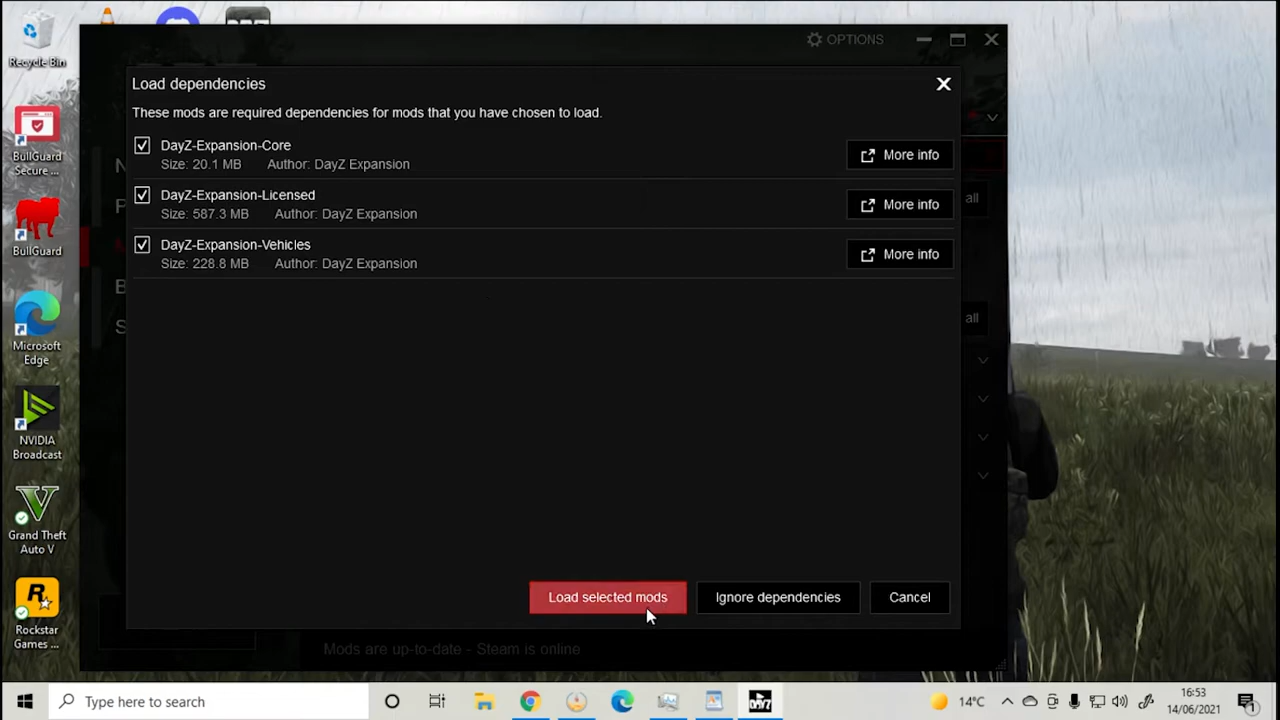 Recycle Bin
BullGuard
Secure ...
BullGuard
Microsoft
Edge
NVIDIA
Broadcast
Grand Theft
Auto V
Rockstar
Games ...
OPTIONS
Load dependencies
These mods are required dependencies for mods that you have chosen to load.
DayZ-Expansion-Core
Size: 20.1 MB Author: DayZ Expansion
More info
DayZ-Expansion-Licensed
Size: 587.3 MB Author: DayZ Expansion
More info
all
DayZ-Expansion-Vehicles
Size: 228.8 MB Author: DayZ Expansion
More info
all
N
P
B
S
Load selected mods
Ignore dependencies
Cancel
Mods are up-to-date - Steam is online
Type here to search
DAYZ
14°C
16:53
14/06/2021
1